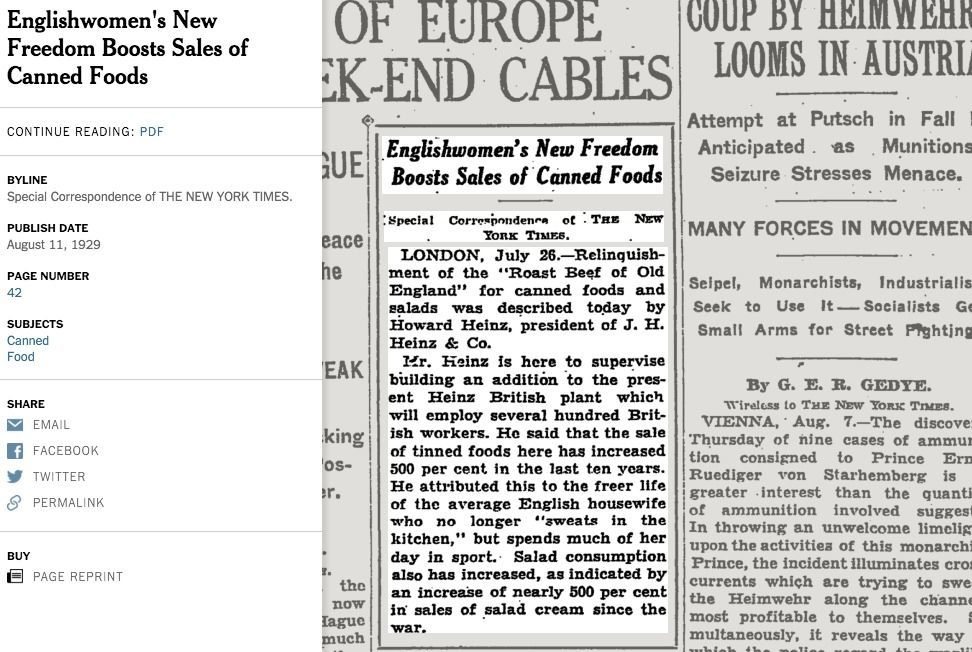 Englishwomen's New
Freedom Boosts Sales of
Canned Foods
CONTINUE READING: PDF
BYLINE
Special Correspondence of THE NEW YORK TIMES.
PUBLISH DATE
August 11, 1929
PAGE NUMBER
42
SUBJECTS
Canned
Food
SHARE
EMAIL
FACEBOOK
TWITTER
PERMALINK
BUY
PAGE REPRINT
OF EUROPE
EK-END CABLES
GUE
eace
he
EAK
king
os-
er.
the
now
Hague
much
Englishwomen's New Freedom
Boosts Sales of Canned Foods
Special Correspondence of THE NEW
YORK TIMES.
LONDON, July 26.—Relinquish-
ment of the "Roast Beef of Old
England" for canned foods and
salads was described today by
Howard Heinz, president of J. H.
Heinz & Co.
Mr. Heinz is here to supervise
building an addition to the pres-
ent Heinz British plant which
will employ several hundred Brit-
ish workers. He said that the sale
of tinned foods here has increased
500 per cent in the last ten years.
He attributed this to the freer life
of the average English housewife
who no longer "sweats in the
kitchen," but spends much of her
day in sport. Salad consumption
also has increased, as indicated by
an increase of nearly 500 per cent
in sales of salad cream since the
war.
COUP BY HEIMWEHR
LOOMS IN AUSTRIA
Attempt at Putsch in Fall
Anticipated as Munitions
Seizure Stresses Menace.
MANY FORCES IN MOVEMEN
Seipel, Monarchists, Industrialis
Seek to Use It—Socialists Ge
Small Arms for Street Fighting
By G. E. R. GEDYE.
Wireless to THE NEW YORK TIMES.
VIENNA, Aug. 7.—The discove
Thursday of nine cases of ammun
tion consigned to Prince Ern
Ruediger von Starhemberg is
greater interest than the quanti
of ammunition involved suggest
In throwing an unwelcome limelig
upon the activities of this monarchi
Prince, the incident illuminates cros
currents which are trying to swe
the Heimwehr along the channe
most profitable to themselves. S
multaneously, it reveals the way